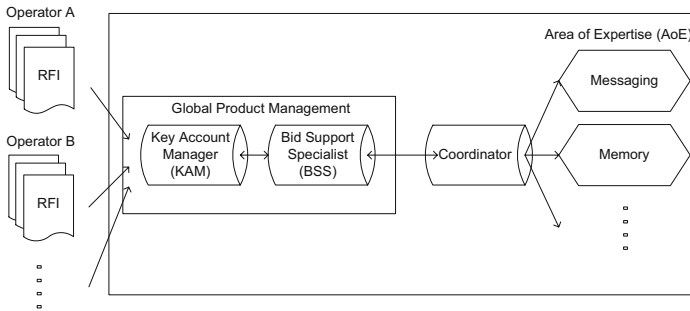 Operator A
RFI
Operator B
RFI
Global Product Management
Key Account
Manager
(KAM)
Bid Support
Specialist
(BSS)
Coordinator
Area of Expertise (AoE)
Messaging
Memory